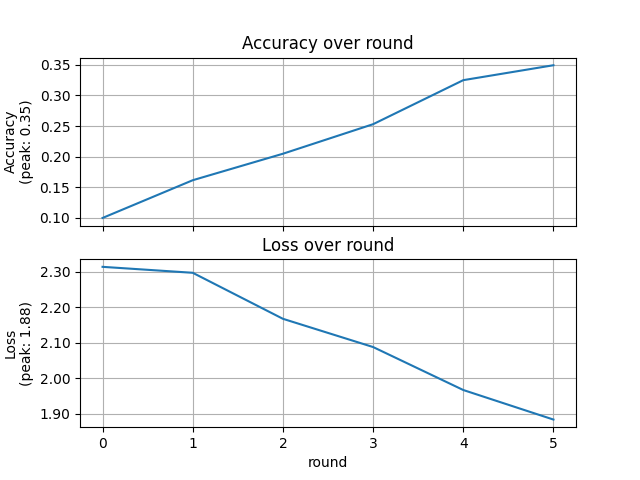 Accuracy over round
Accuracy
(peak: 0.35)
0.35
0.30
0.25
0.20
0.15
0.10
Loss over round
Loss
(peak: 1.88)
2.30
2.20
2.10
2.00
1.90
0 1 2 3 4 5
round